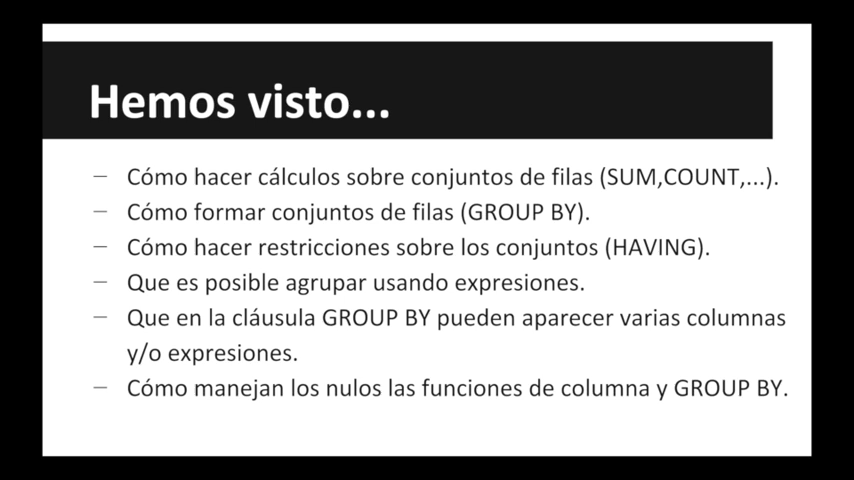 Hemos visto...
– Cómo hacer cálculos sobre conjuntos de filas (SUM,COUNT,...).
– Cómo formar conjuntos de filas (GROUP BY).
– Cómo hacer restricciones sobre los conjuntos (HAVING).
– Que es posible agrupar usando expresiones.
– Que en la cláusula GROUP BY pueden aparecer varias columnas
y/o expresiones.
– Cómo manejan los nulos las funciones de columna y GROUP BY.